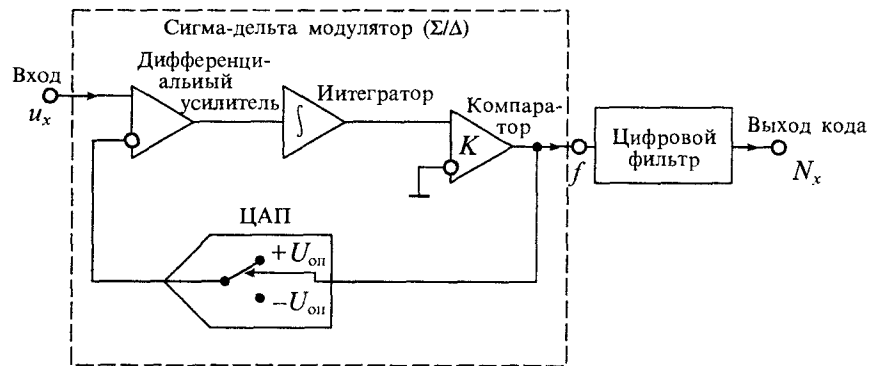 Сигма-дельта модулятор (Σ/Δ)
Вход
u_x
Дифференци-
альный
усилитель
Интегратор
∫
Компара-
тор
K
f
Цифровой
фильтр
Выход кода
N_x
ЦАП
+U_оп
−U_оп